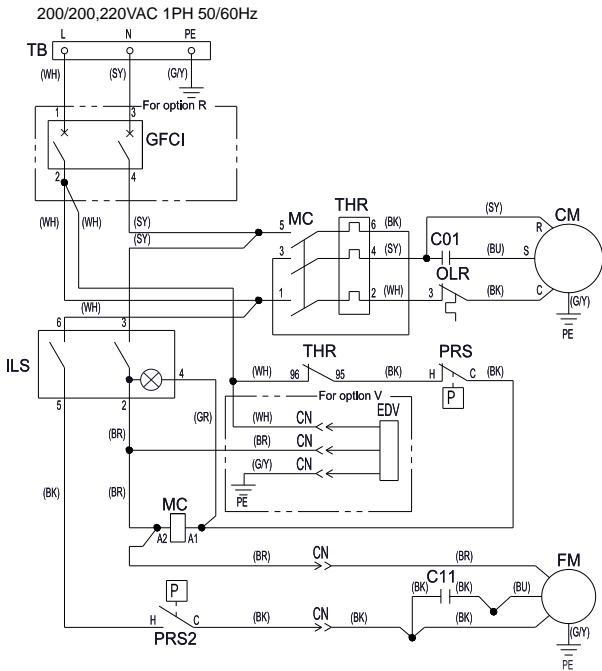 200/200,220VAC 1PH 50/60Hz
L N PE
TB
(WH) (SY) (G/Y)
For option R
1 3
GFCI
2 4
(WH) (WH) (SY)
(SY)
MC THR
5 6 (BK)
3 4 (SY)
1 2 (WH)
(SY) R CM
C01 (BU) S
OLR
3 (BK) C
(G/Y)
PE
(WH)
6 3
ILS
4
5 2
(GR)
(BR)
THR PRS
(WH) 96 95 (BK) H C (BK)
P
For option V
EDV
(WH) CN
(BR) CN
(G/Y) CN
PE
(BK) (BR)
MC
A2 A1
(BR) CN (BR)
FM
C11
(BK) (BK) (BU)
P
H C (BK) CN (BK) (BK)
PRS2
(G/Y)
PE